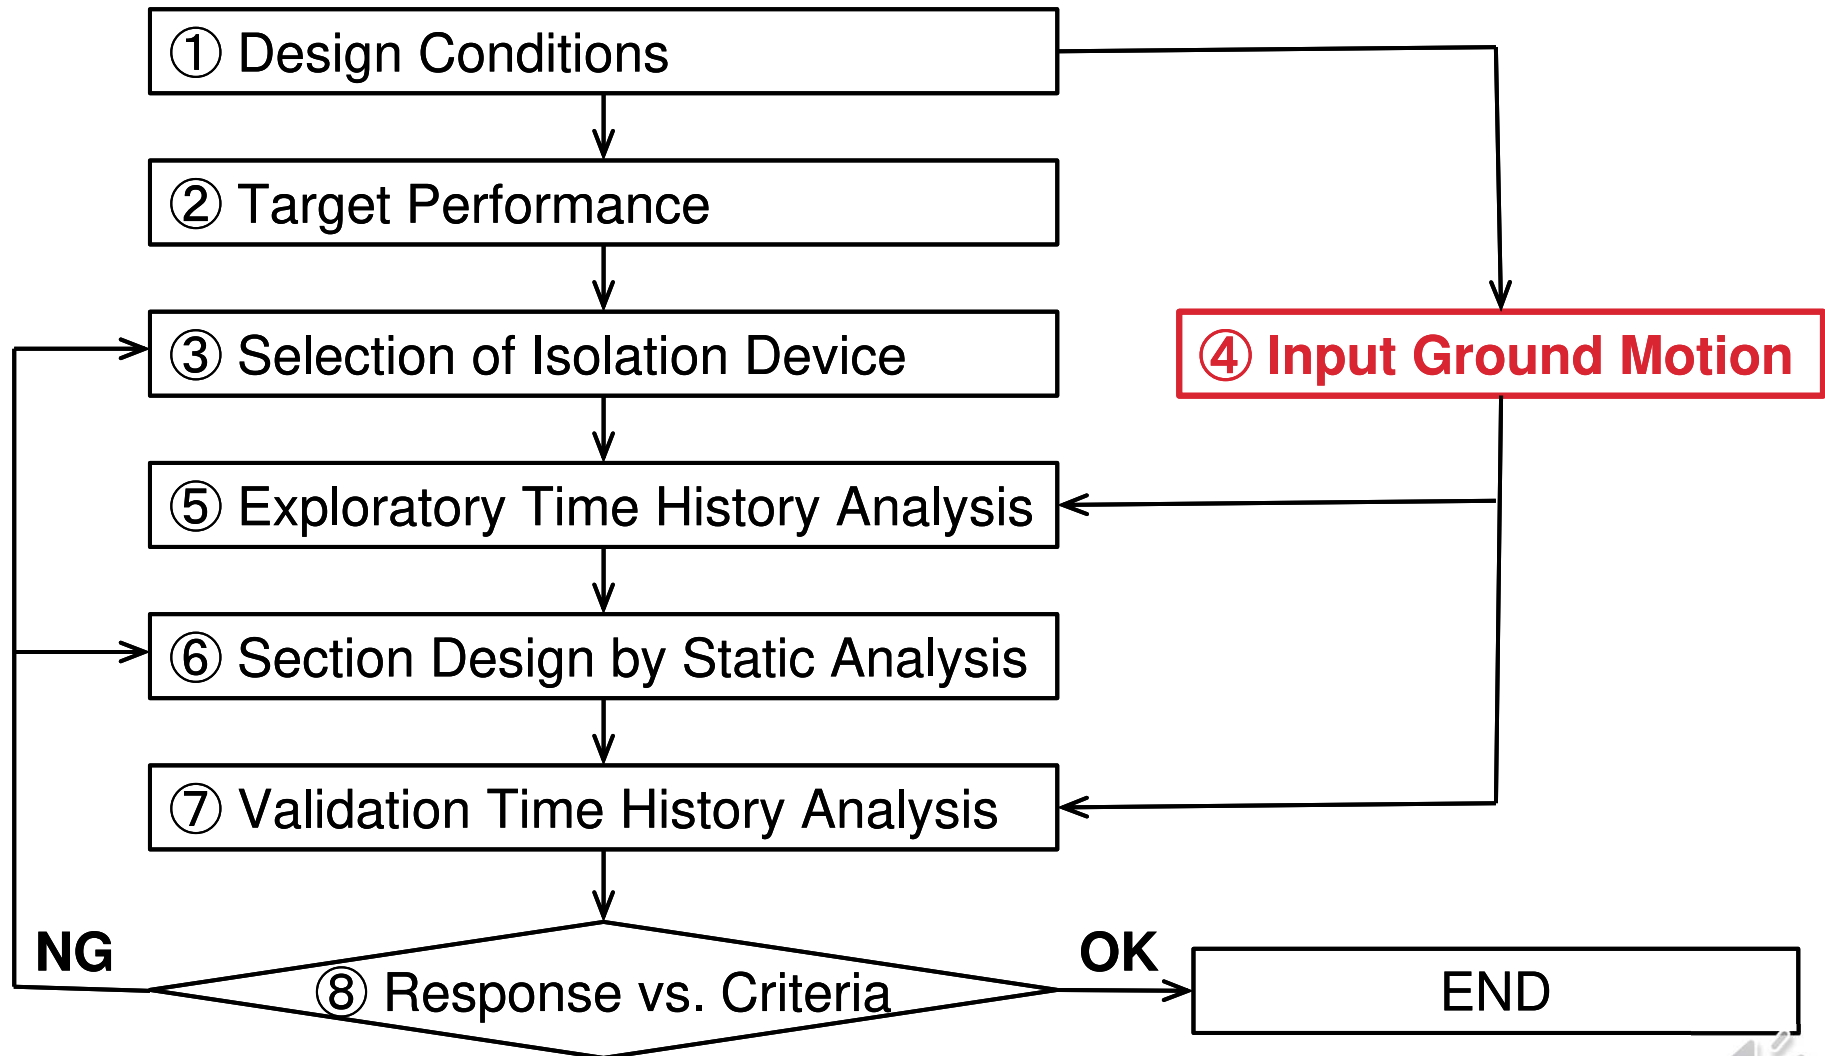 ① Design Conditions
② Target Performance
③ Selection of Isolation Device
④ Input Ground Motion
⑤ Exploratory Time History Analysis
⑥ Section Design by Static Analysis
⑦ Validation Time History Analysis
NG
OK
⑧ Response vs. Criteria
END